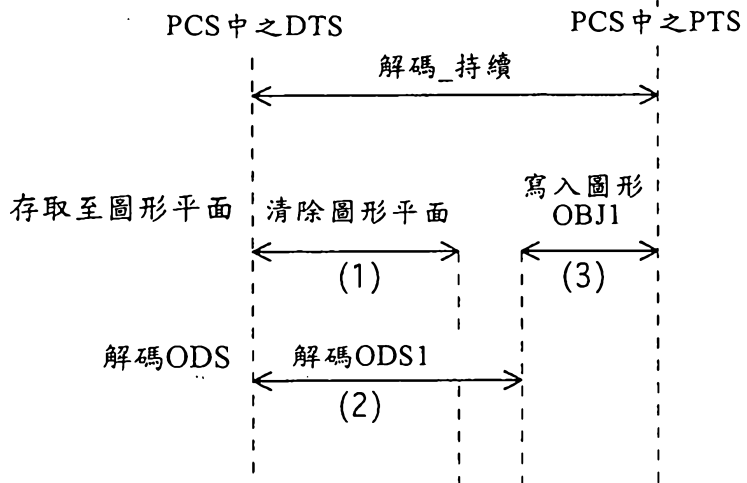 PCS中之DTS
PCS中之PTS
解碼_持續
存取至圖形平面
清除圖形平面
寫入圖形
OBJ1
(1)
(3)
解碼ODS
解碼ODS1
(2)